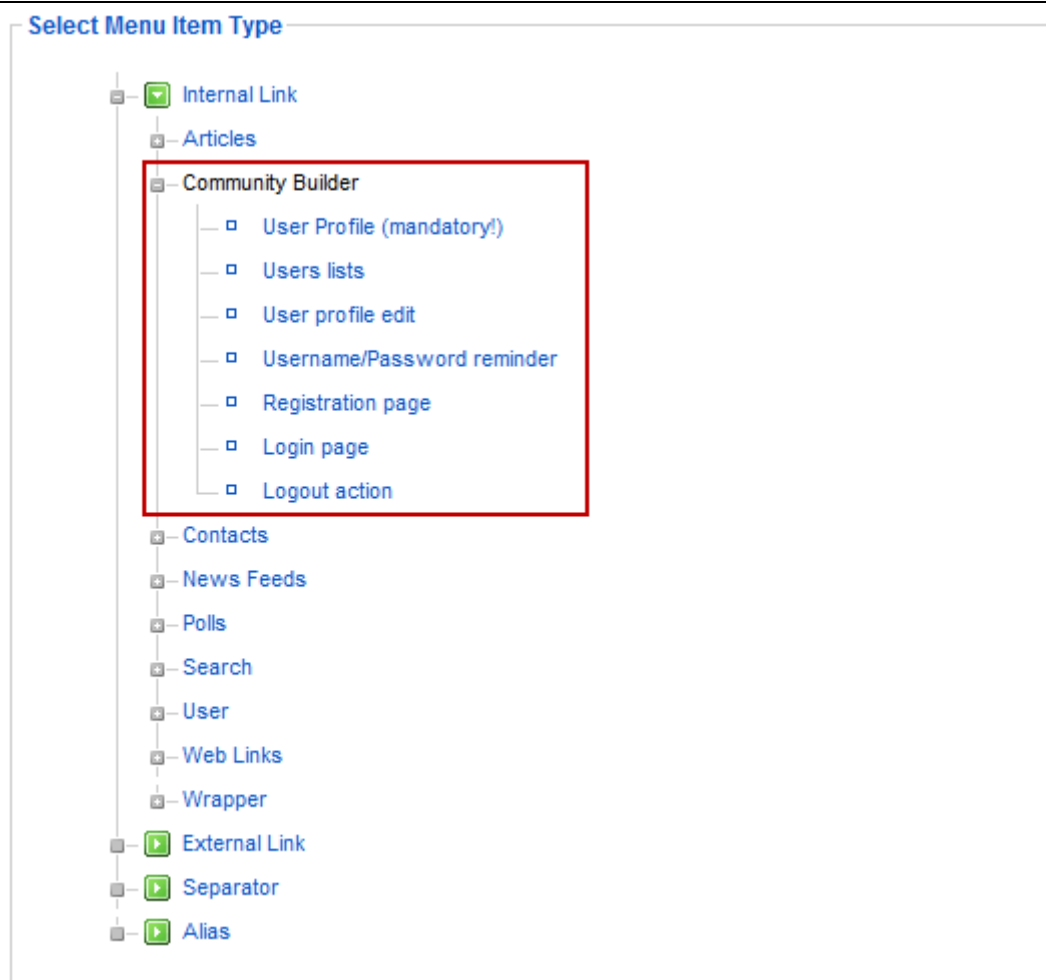 Select Menu Item Type
Internal Link
Articles
Community Builder
User Profile (mandatory!)
Users lists
User profile edit
Username/Password reminder
Registration page
Login page
Logout action
Contacts
News Feeds
Polls
Search
User
Web Links
Wrapper
External Link
Separator
Alias